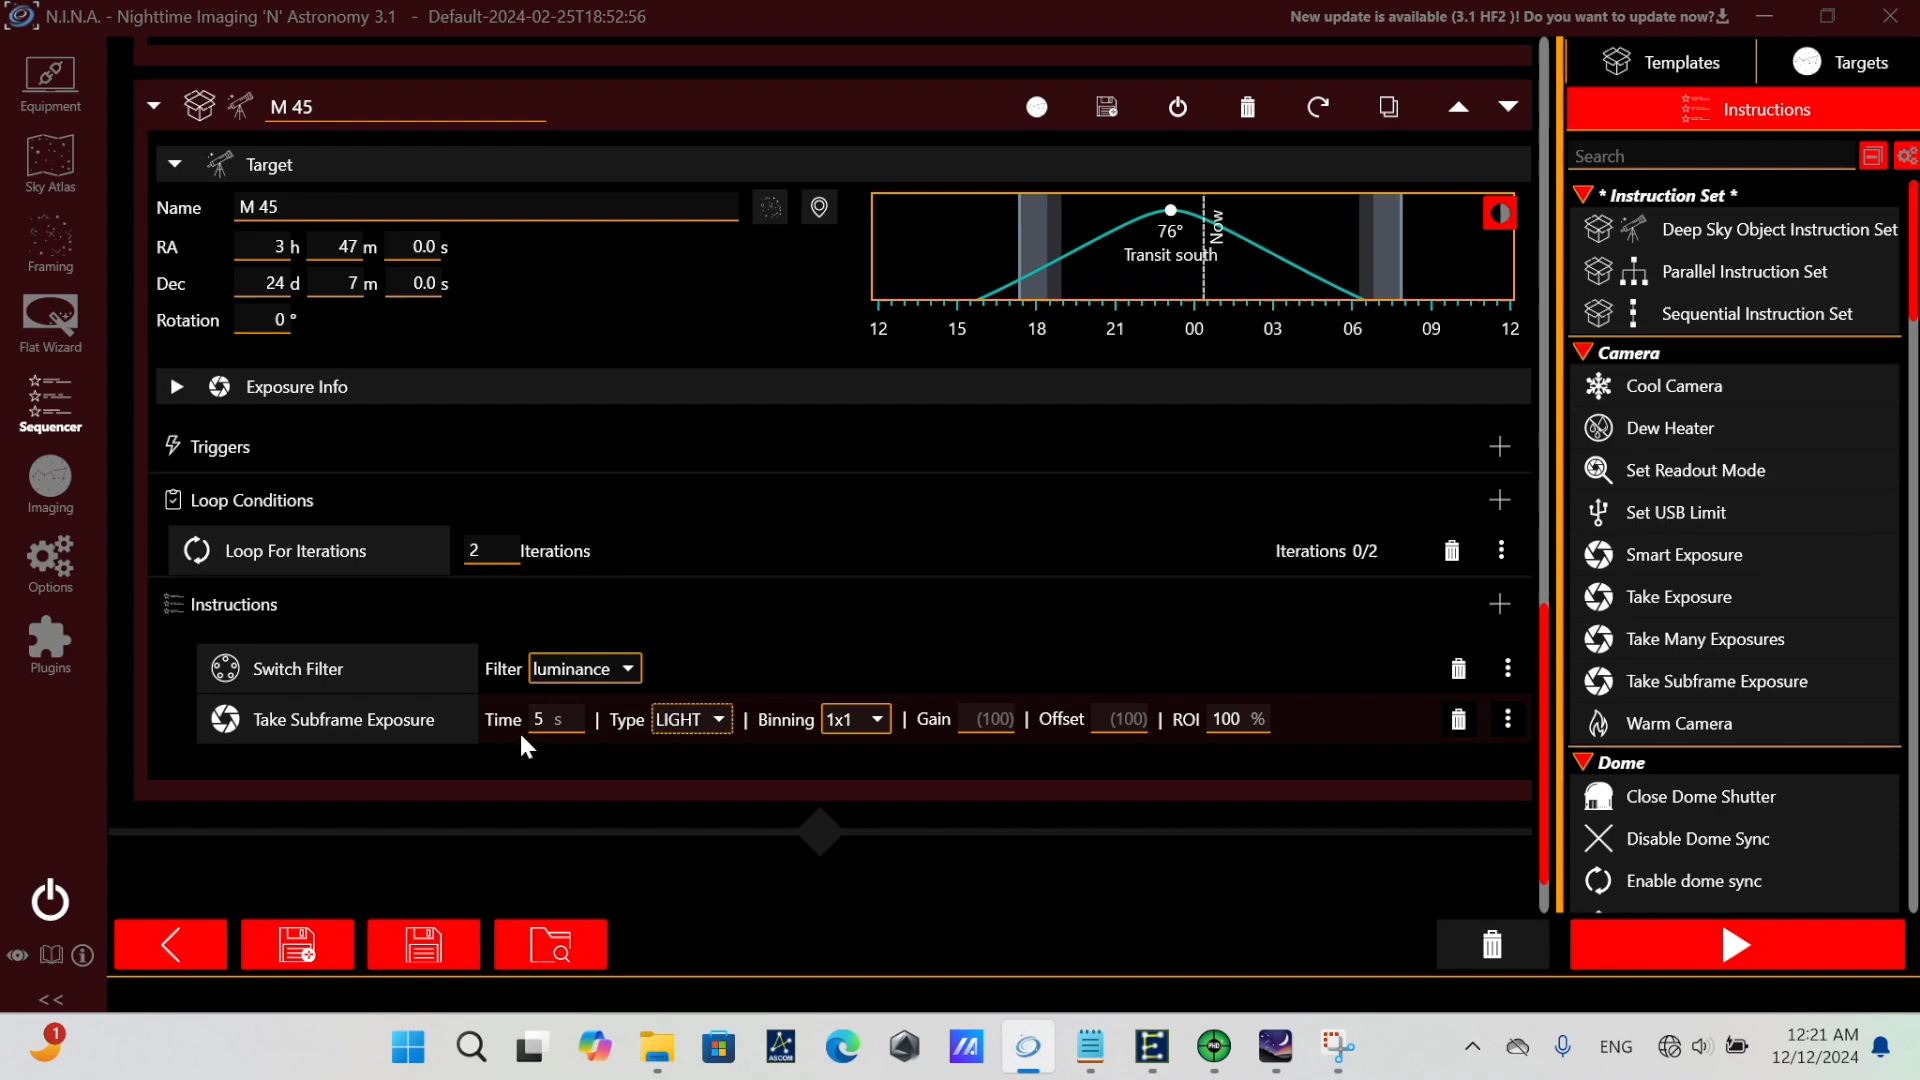 N.I.N.A. - Nighttime Imaging 'N' Astronomy 3.1 - Default-2024-02-25T18:52:56
New update is available (3.1 HF2 )! Do you want to update now?
Equipment
Sky Atlas
Framing
Flat Wizard
Sequencer
Imaging
Options
Plugins
<<
M 45
Target
Name M 45
RA 3 h 47 m 0.0 s
Dec 24 d 7 m 0.0 s
Rotation 0 °
76°
Transit south
Now
12 15 18 21 00 03 06 09 12
Exposure Info
Triggers
Loop Conditions
Loop For Iterations 2 Iterations Iterations 0/2
Instructions
Switch Filter Filter luminance
Take Subframe Exposure Time 5 s | Type LIGHT | Binning 1x1 | Gain (100) | Offset (100) | ROI 100 %
Templates
Targets
Instructions
Search
* Instruction Set *
Deep Sky Object Instruction Set
Parallel Instruction Set
Sequential Instruction Set
Camera
Cool Camera
Dew Heater
Set Readout Mode
Set USB Limit
Smart Exposure
Take Exposure
Take Many Exposures
Take Subframe Exposure
Warm Camera
Dome
Close Dome Shutter
Disable Dome Sync
Enable dome sync
1
ASCOM
PHD
ENG
12:21 AM
12/12/2024